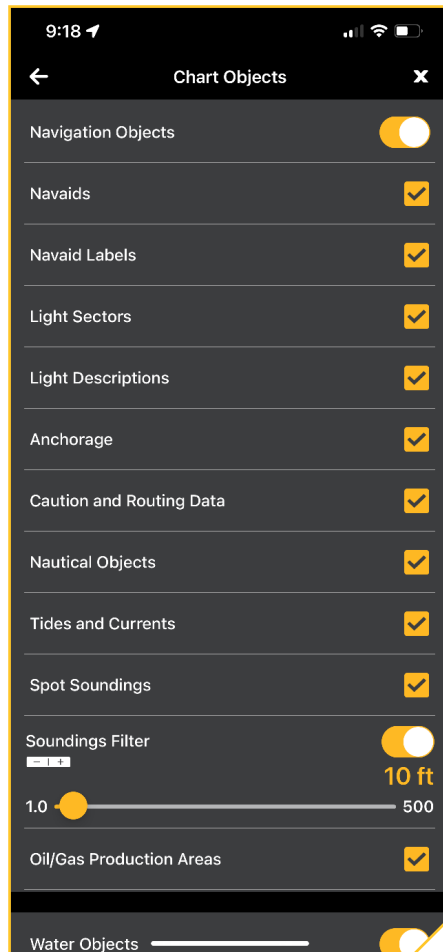 9:18
Chart Objects
Navigation Objects
Navaids
Navaid Labels
Light Sectors
Light Descriptions
Anchorage
Caution and Routing Data
Nautical Objects
Tides and Currents
Spot Soundings
Soundings Filter
- | +
10 ft
1.0 500
Oil/Gas Production Areas
Water Objects